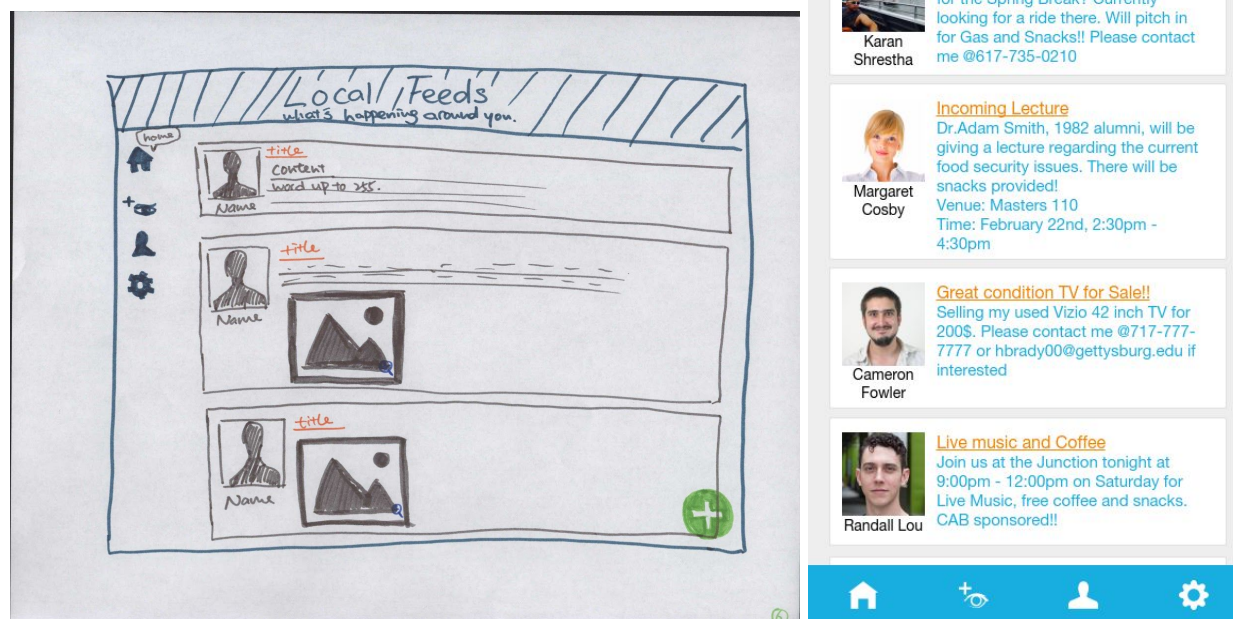 Local Feeds
what's happening around you.
home
title
content
word up to 255.
Name
title
Name
title
Name
6
looking for a ride there. Will pitch in
for Gas and Snacks!! Please contact
me @617-735-0210
Karan
Shrestha
Incoming Lecture
Dr.Adam Smith, 1982 alumni, will be
giving a lecture regarding the current
food security issues. There will be
snacks provided!
Venue: Masters 110
Time: February 22nd, 2:30pm -
4:30pm
Margaret
Cosby
Great condition TV for Sale!!
Selling my used Vizio 42 inch TV for
200$. Please contact me @717-777-
7777 or hbrady00@gettysburg.edu if
interested
Cameron
Fowler
Live music and Coffee
Join us at the Junction tonight at
9:00pm - 12:00pm on Saturday for
Live Music, free coffee and snacks.
CAB sponsored!!
Randall Lou